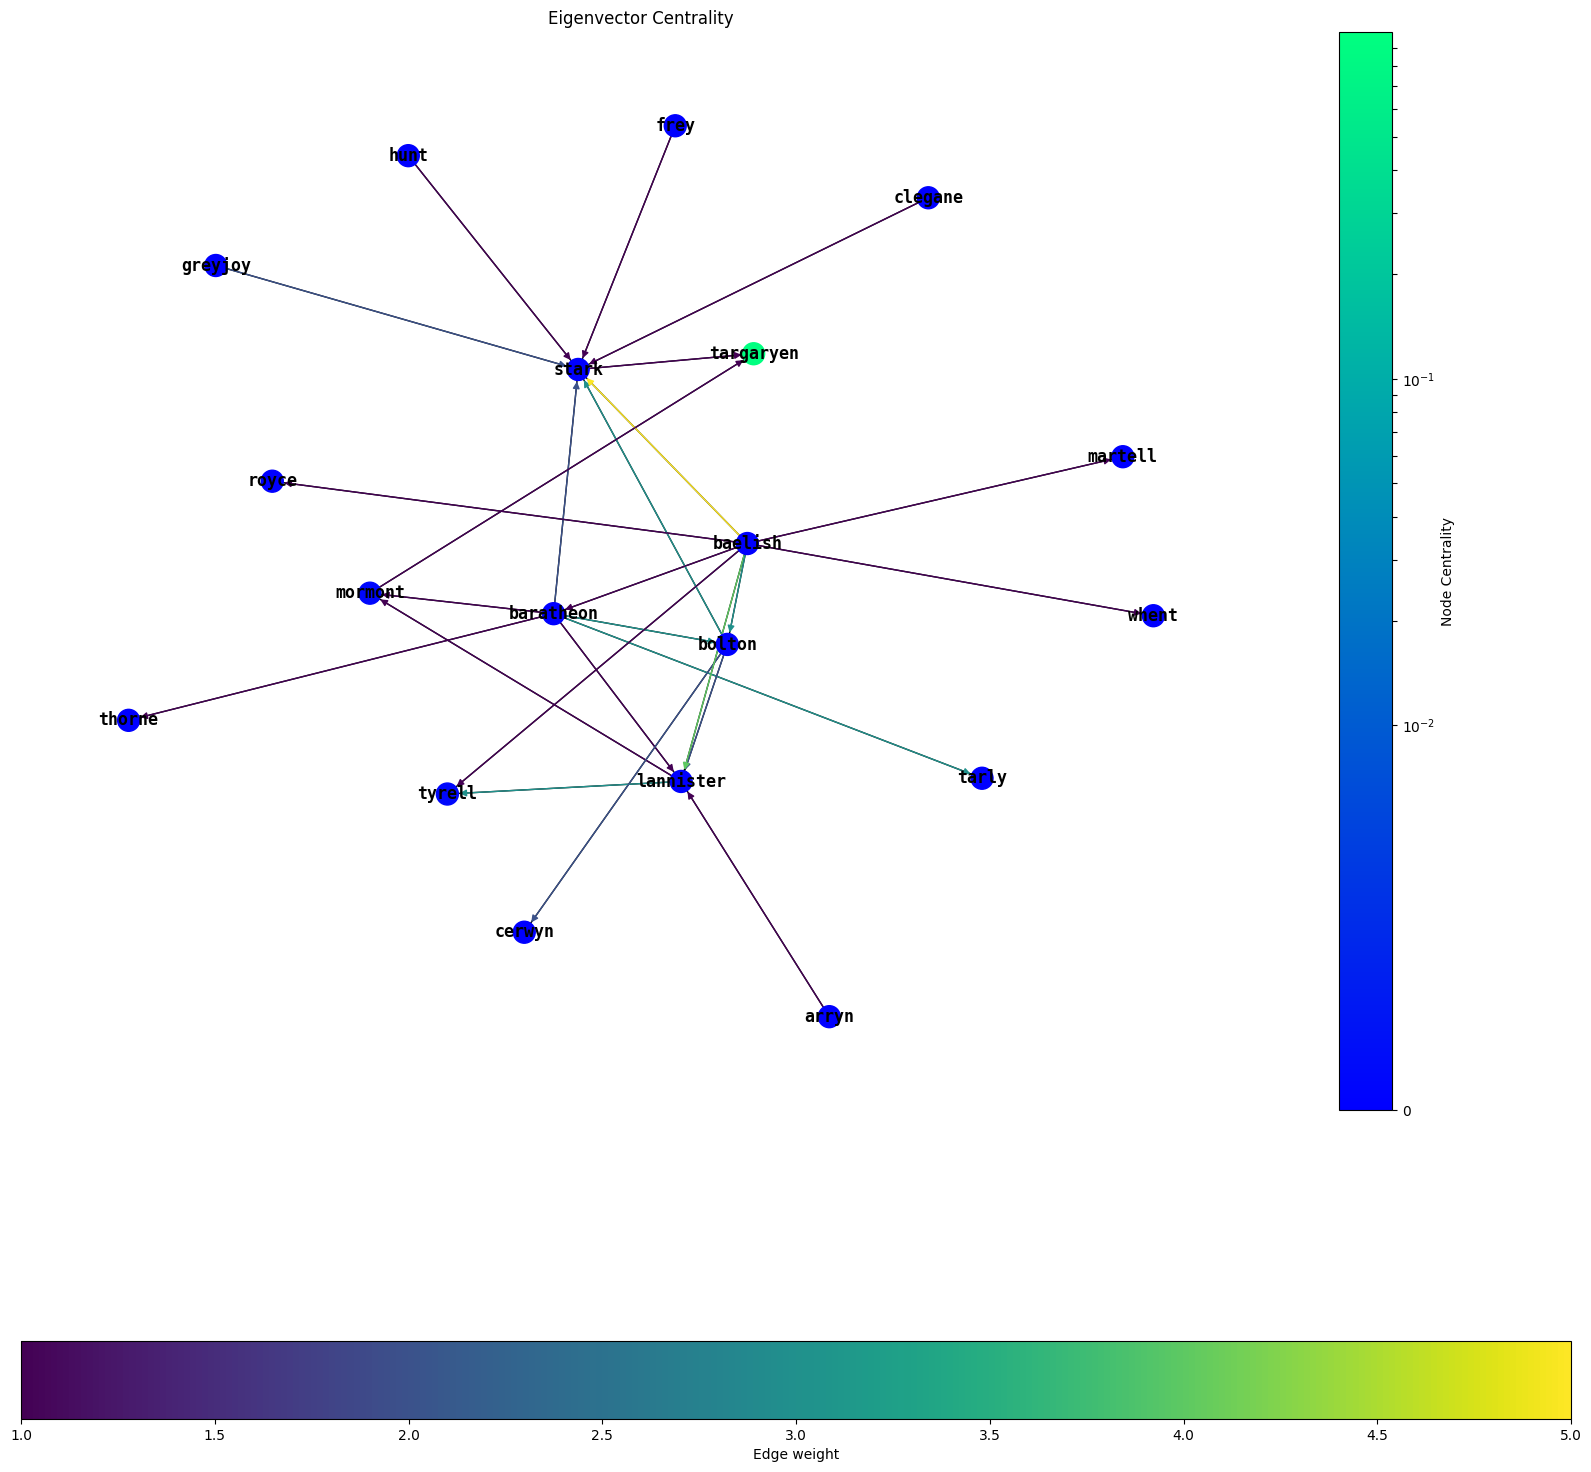 Eigenvector Centrality
frey
hunt
clegane
greyjoy
targaryen
stark
martell
royce
baelish
mormont
baratheon
whent
bolton
thorne
tarly
lannister
tyrell
cerwyn
arryn
10⁻¹
10⁻²
0
Node Centrality
1.0 1.5 2.0 2.5 3.0 3.5 4.0 4.5 5.0
Edge weight